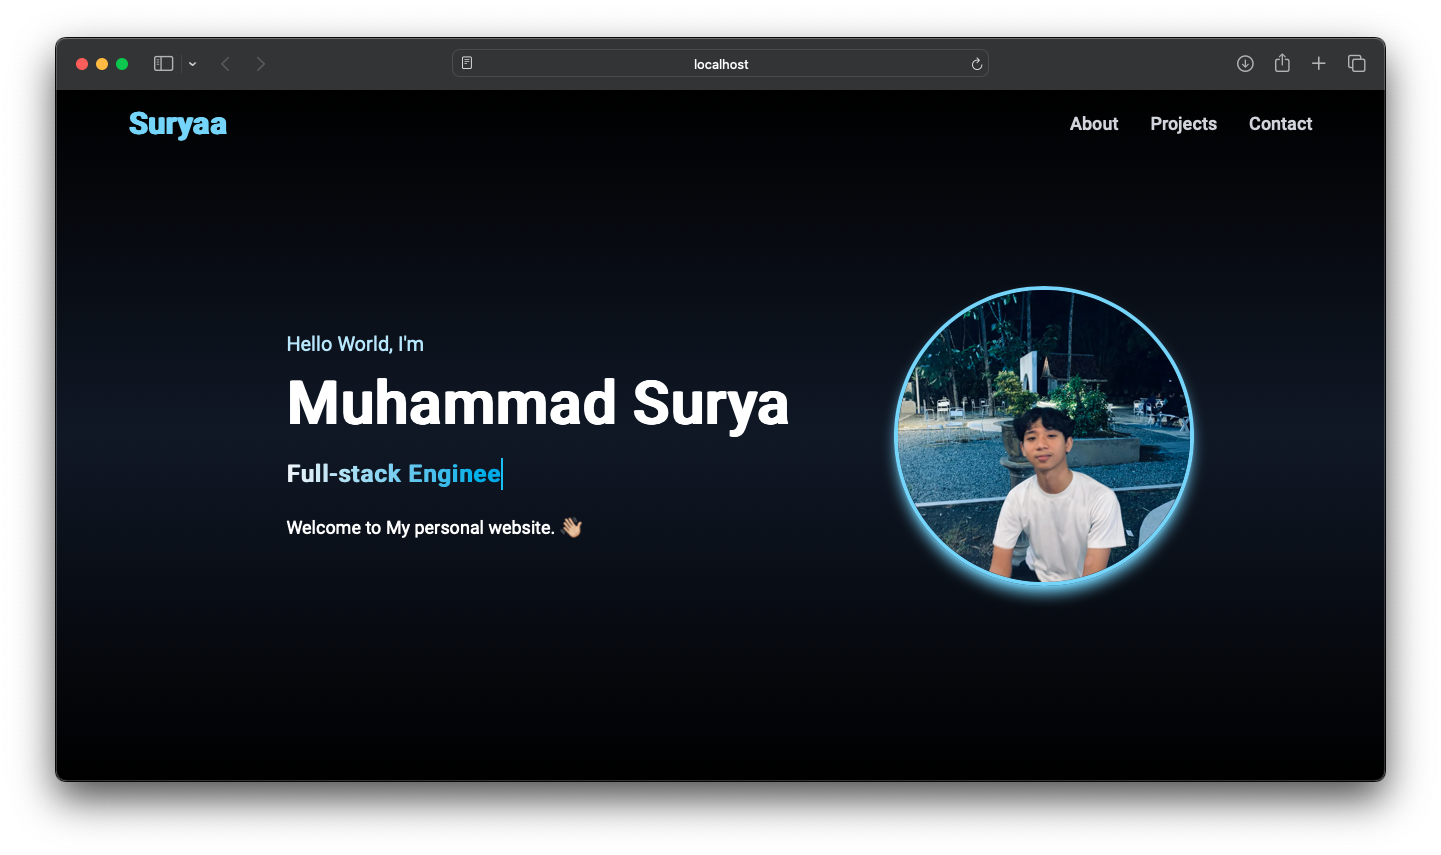 localhost
Suryaa
About Projects Contact
Hello World, I'm
Muhammad Surya
Full-stack Enginee
Welcome to My personal website. 👋🏻